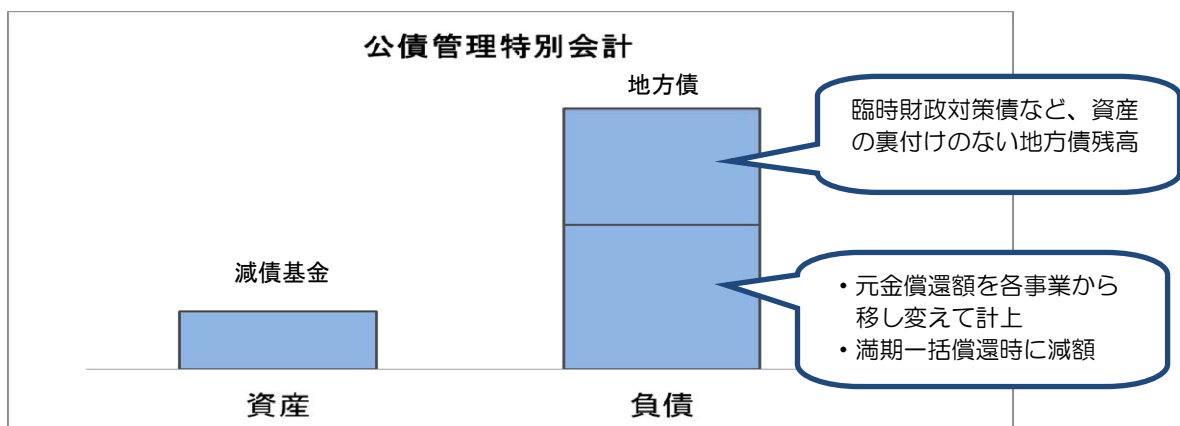 公債管理特別会計
地方債
臨時財政対策債など、資産
の裏付けのない地方債残高
減債基金
・元金償還額を各事業から
移し変えて計上
・満期一括償還時に減額
資産
負債